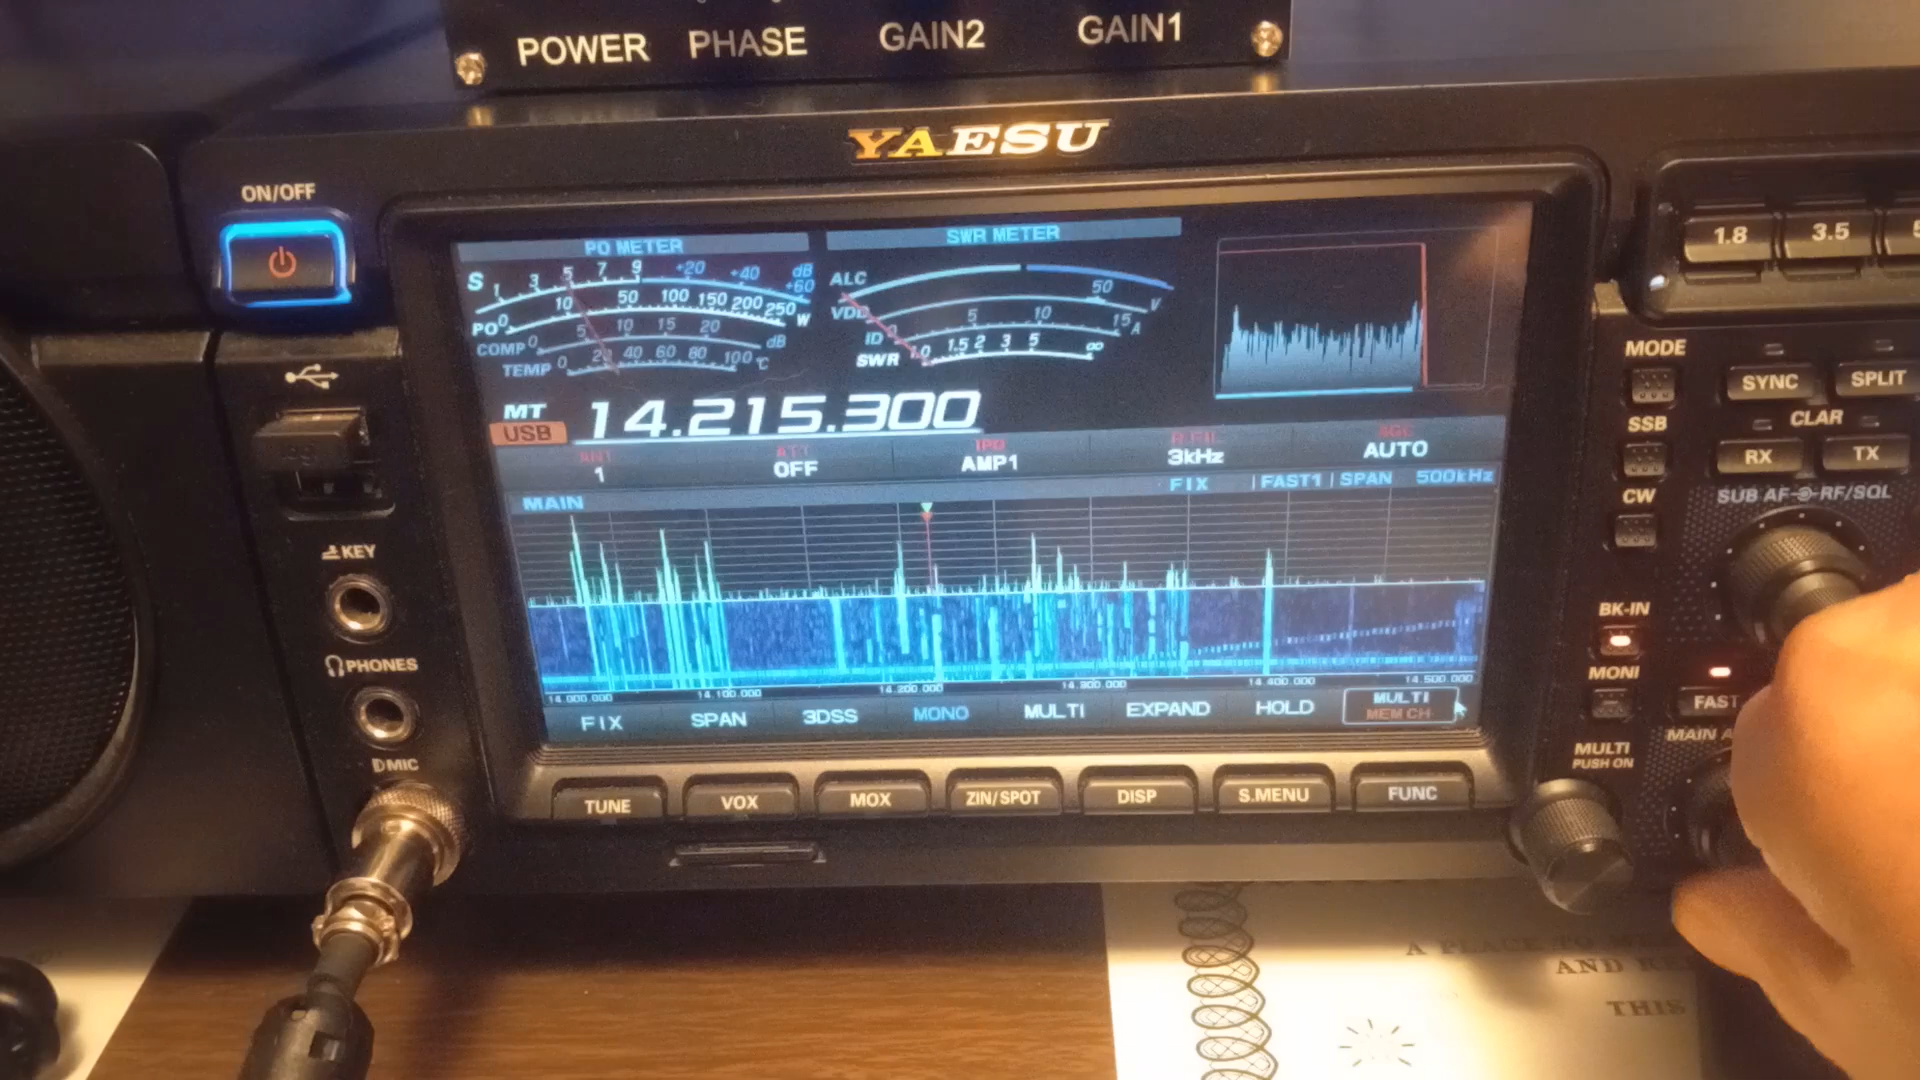 POWER PHASE GAIN2 GAIN1
YAESU
ON/OFF
PO METER
S 1 3 5 7 9 +20 +40 +60 dB
PO 0 10 50 100 150 200 250 W
COMP 0 5 10 15 20 dB
TEMP 0 20 40 60 80 100 °C
SWR METER
ALC
VDD 50 V
ID 0 5 10 15 A
SWR 1.0 1.5 2 3 5 ∞
MT
USB
14.215.300
ANT 1
ATT OFF
IPO AMP1
R.FIL 3kHz
AGC AUTO
MAIN
FIX | FAST1 | SPAN 500kHz
14.000.000 14.100.000 14.200.000 14.300.000 14.400.000 14.500.000
FIX SPAN 3DSS MONO MULTI EXPAND HOLD MULTI
MEM CH
TUNE VOX MOX ZIN/SPOT DISP S.MENU FUNC
KEY
PHONES
MIC
1.8 3.5
MODE
SYNC SPLIT
SSB
CLAR
RX TX
CW
SUB AF RF/SQL
BK-IN
MONI
FAST
MAIN A
MULTI
PUSH ON
A PLACE TO
AND
THIS